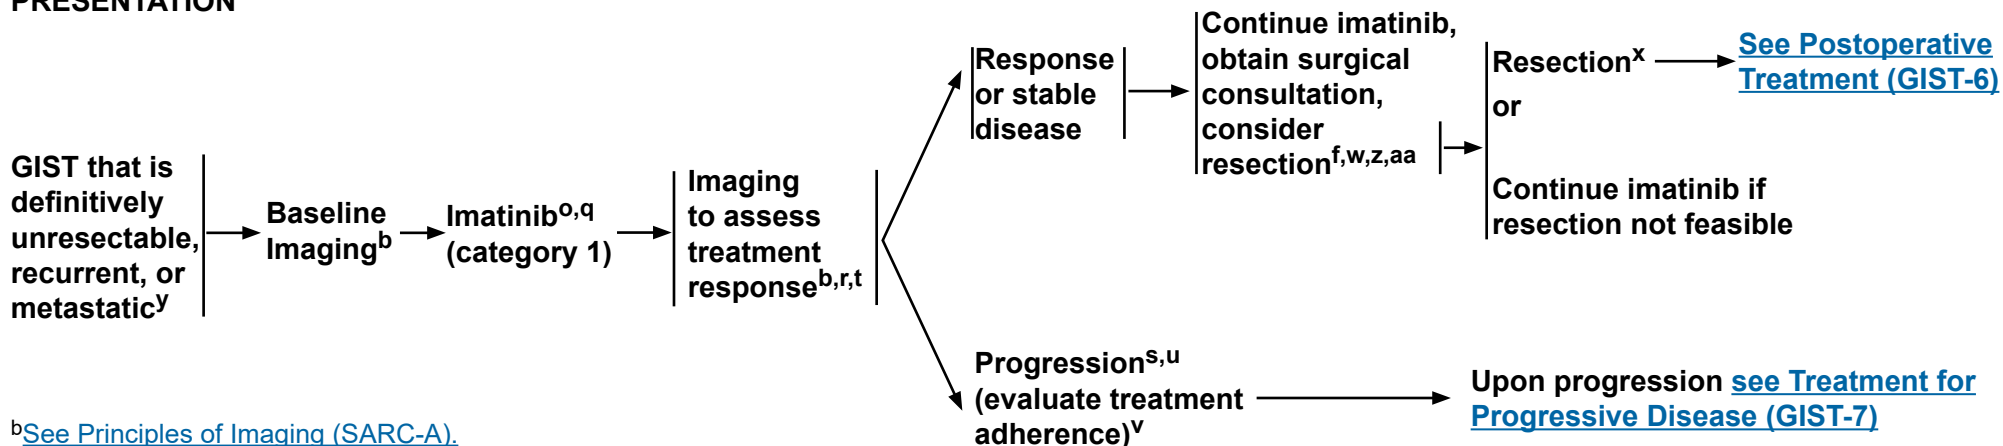 PRESENTATION
GIST that is
definitively
unresectable,
recurrent, or
metastaticy
Baseline
Imagingb
Imatinibo,q
(category 1)
Imaging
to assess
treatment
responseb,r,t
Response
or stable
disease
Continue imatinib,
obtain surgical
consultation,
consider
resectionf,w,z,aa
Resectionx
or
Continue imatinib if
resection not feasible
See Postoperative
Treatment (GIST-6)
Progressions,u
(evaluate treatment
adherence)v
Upon progression see Treatment for
Progressive Disease (GIST-7)
bSee Principles of Imaging (SARC-A).